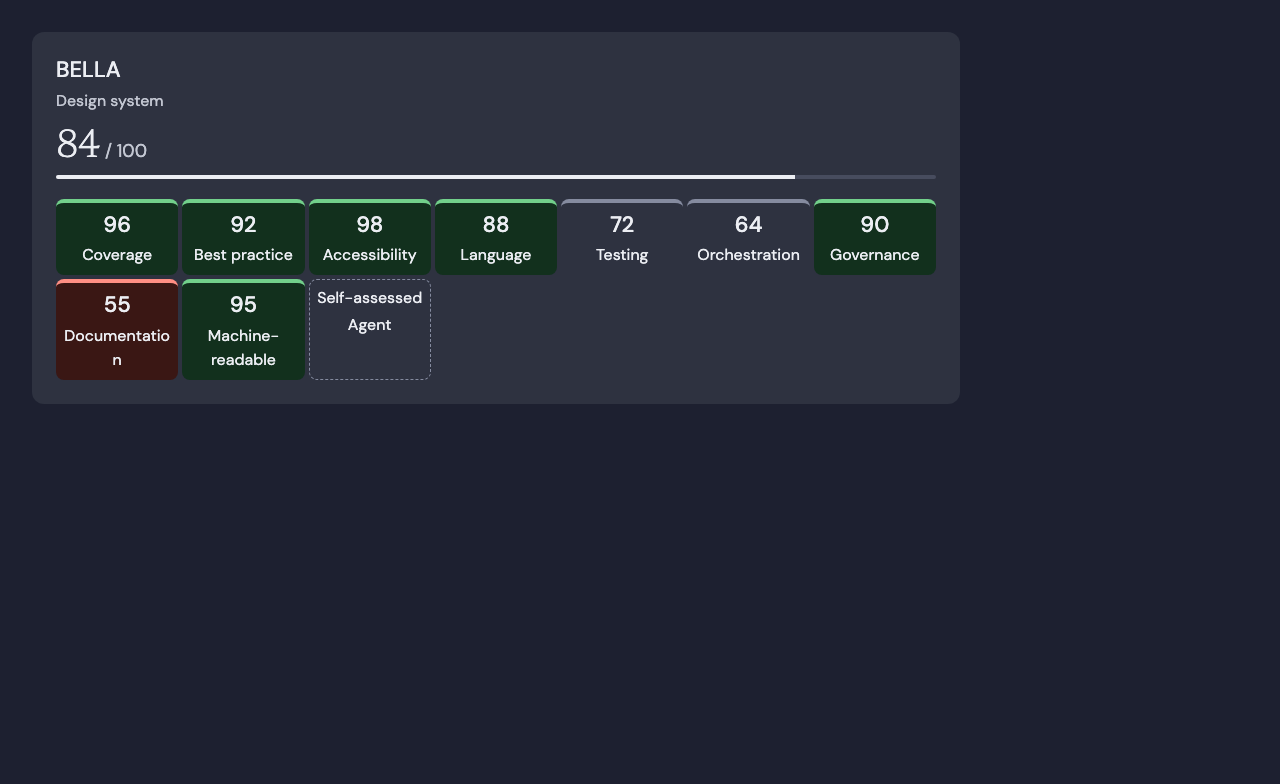 BELLA
Design system
84 / 100
96
Coverage
92
Best practice
98
Accessibility
88
Language
72
Testing
64
Orchestration
90
Governance
55
Documentatio
n
95
Machine-
readable
Self-assessed
Agent